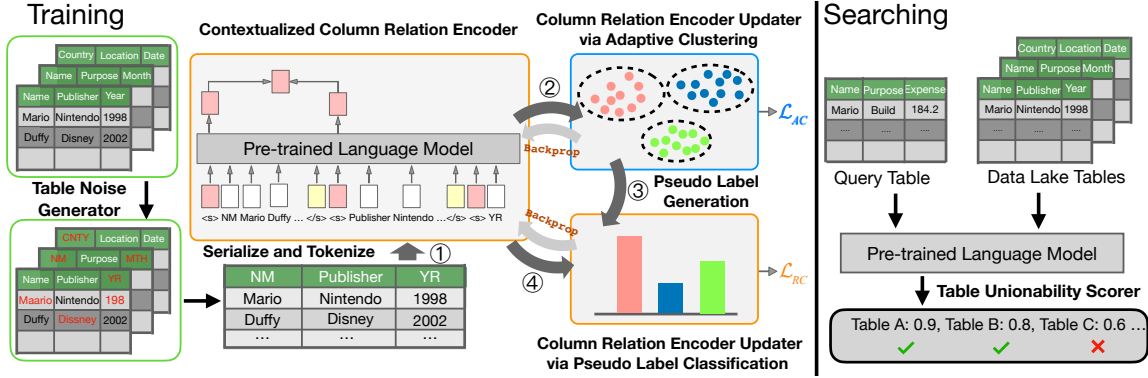 Training
Country Location Date
Name Purpose Month
Name Publisher Year
Mario Nintendo 1998
Duffy Disney 2002
Table Noise
Generator
CNTY Location Date
NM Purpose MTH
Name Publisher YR
Maario Nintendo 198
Duffy Dissney 2002
Contextualized Column Relation Encoder
Pre-trained Language Model
<s> NM Mario Duffy ... </s> <s> Publisher Nintendo ... </s> <s> YR
Serialize and Tokenize ①
NM Publisher YR
Mario Nintendo 1998
Duffy Disney 2002
... ... ...
Column Relation Encoder Updater
via Adaptive Clustering
②
Backprop
ℒAC
③ Pseudo Label
Generation
Backprop
④
ℒRC
Column Relation Encoder Updater
via Pseudo Label Classification
Searching
Name Purpose Expense
Mario Build 184.2
.... .... ....
Query Table
Country Location Date
Name Purpose Month
Name Publisher Year
Mario Nintendo 1998
.... .... ....
Data Lake Tables
Pre-trained Language Model
Table Unionability Scorer
Table A: 0.9, Table B: 0.8, Table C: 0.6 ...